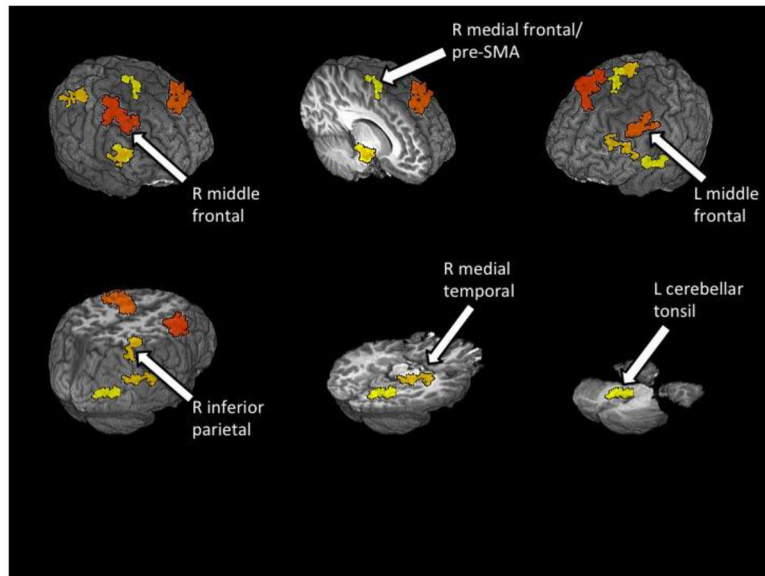 R medial frontal/
pre-SMA
R middle
frontal
L middle
frontal
R medial
temporal
L cerebellar
tonsil
R inferior
parietal